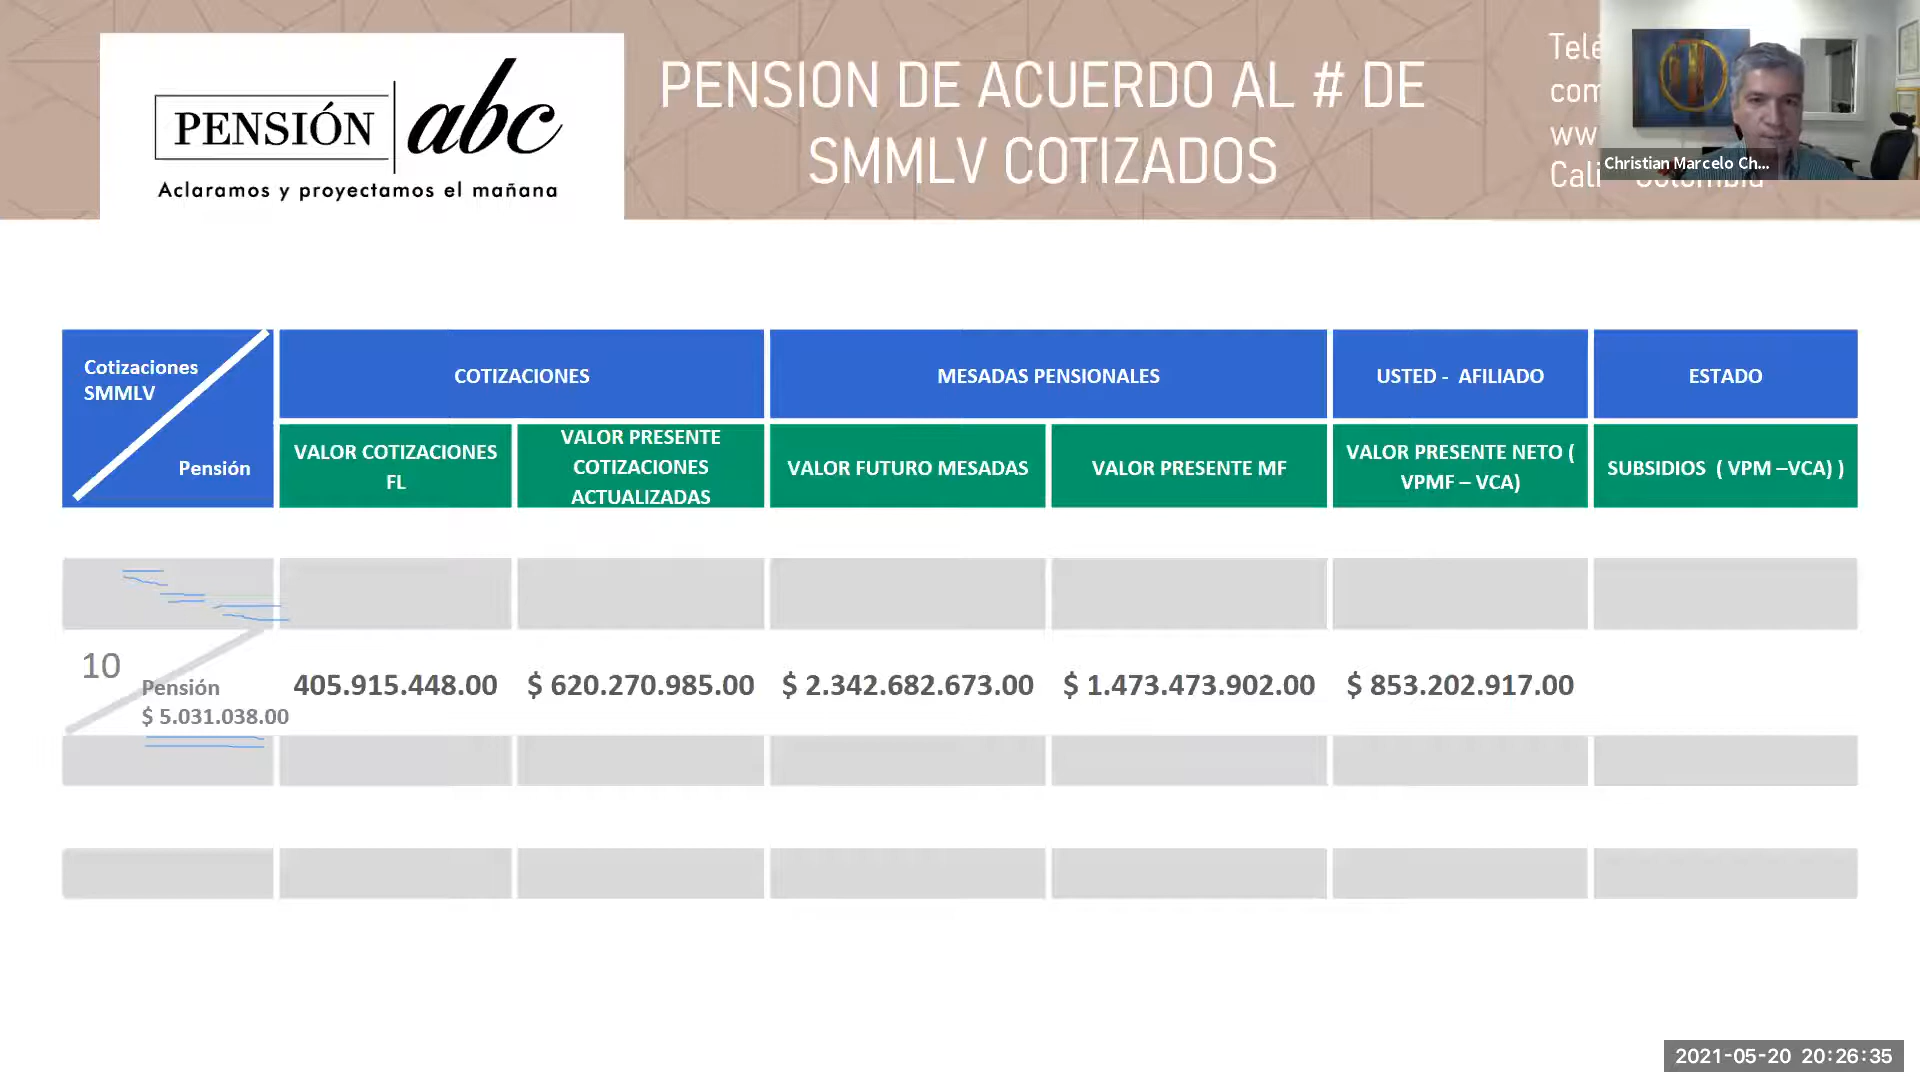 PENSIÓN abc
Aclaramos y proyectamos el mañana
PENSION DE ACUERDO AL # DE
SMMLV COTIZADOS
Cali
Christian Marcelo Ch...
Cotizaciones
SMMLV
Pensión
COTIZACIONES
MESADAS PENSIONALES
USTED - AFILIADO
ESTADO
VALOR COTIZACIONES
FL
VALOR PRESENTE
COTIZACIONES
ACTUALIZADAS
VALOR FUTURO MESADAS
VALOR PRESENTE MF
VALOR PRESENTE NETO (
VPMF – VCA)
SUBSIDIOS ( VPM –VCA) )
10
Pensión
$ 5.031.038.00
405.915.448.00
$ 620.270.985.00
$ 2.342.682.673.00
$ 1.473.473.902.00
$ 853.202.917.00
2021-05-20 20:26:35